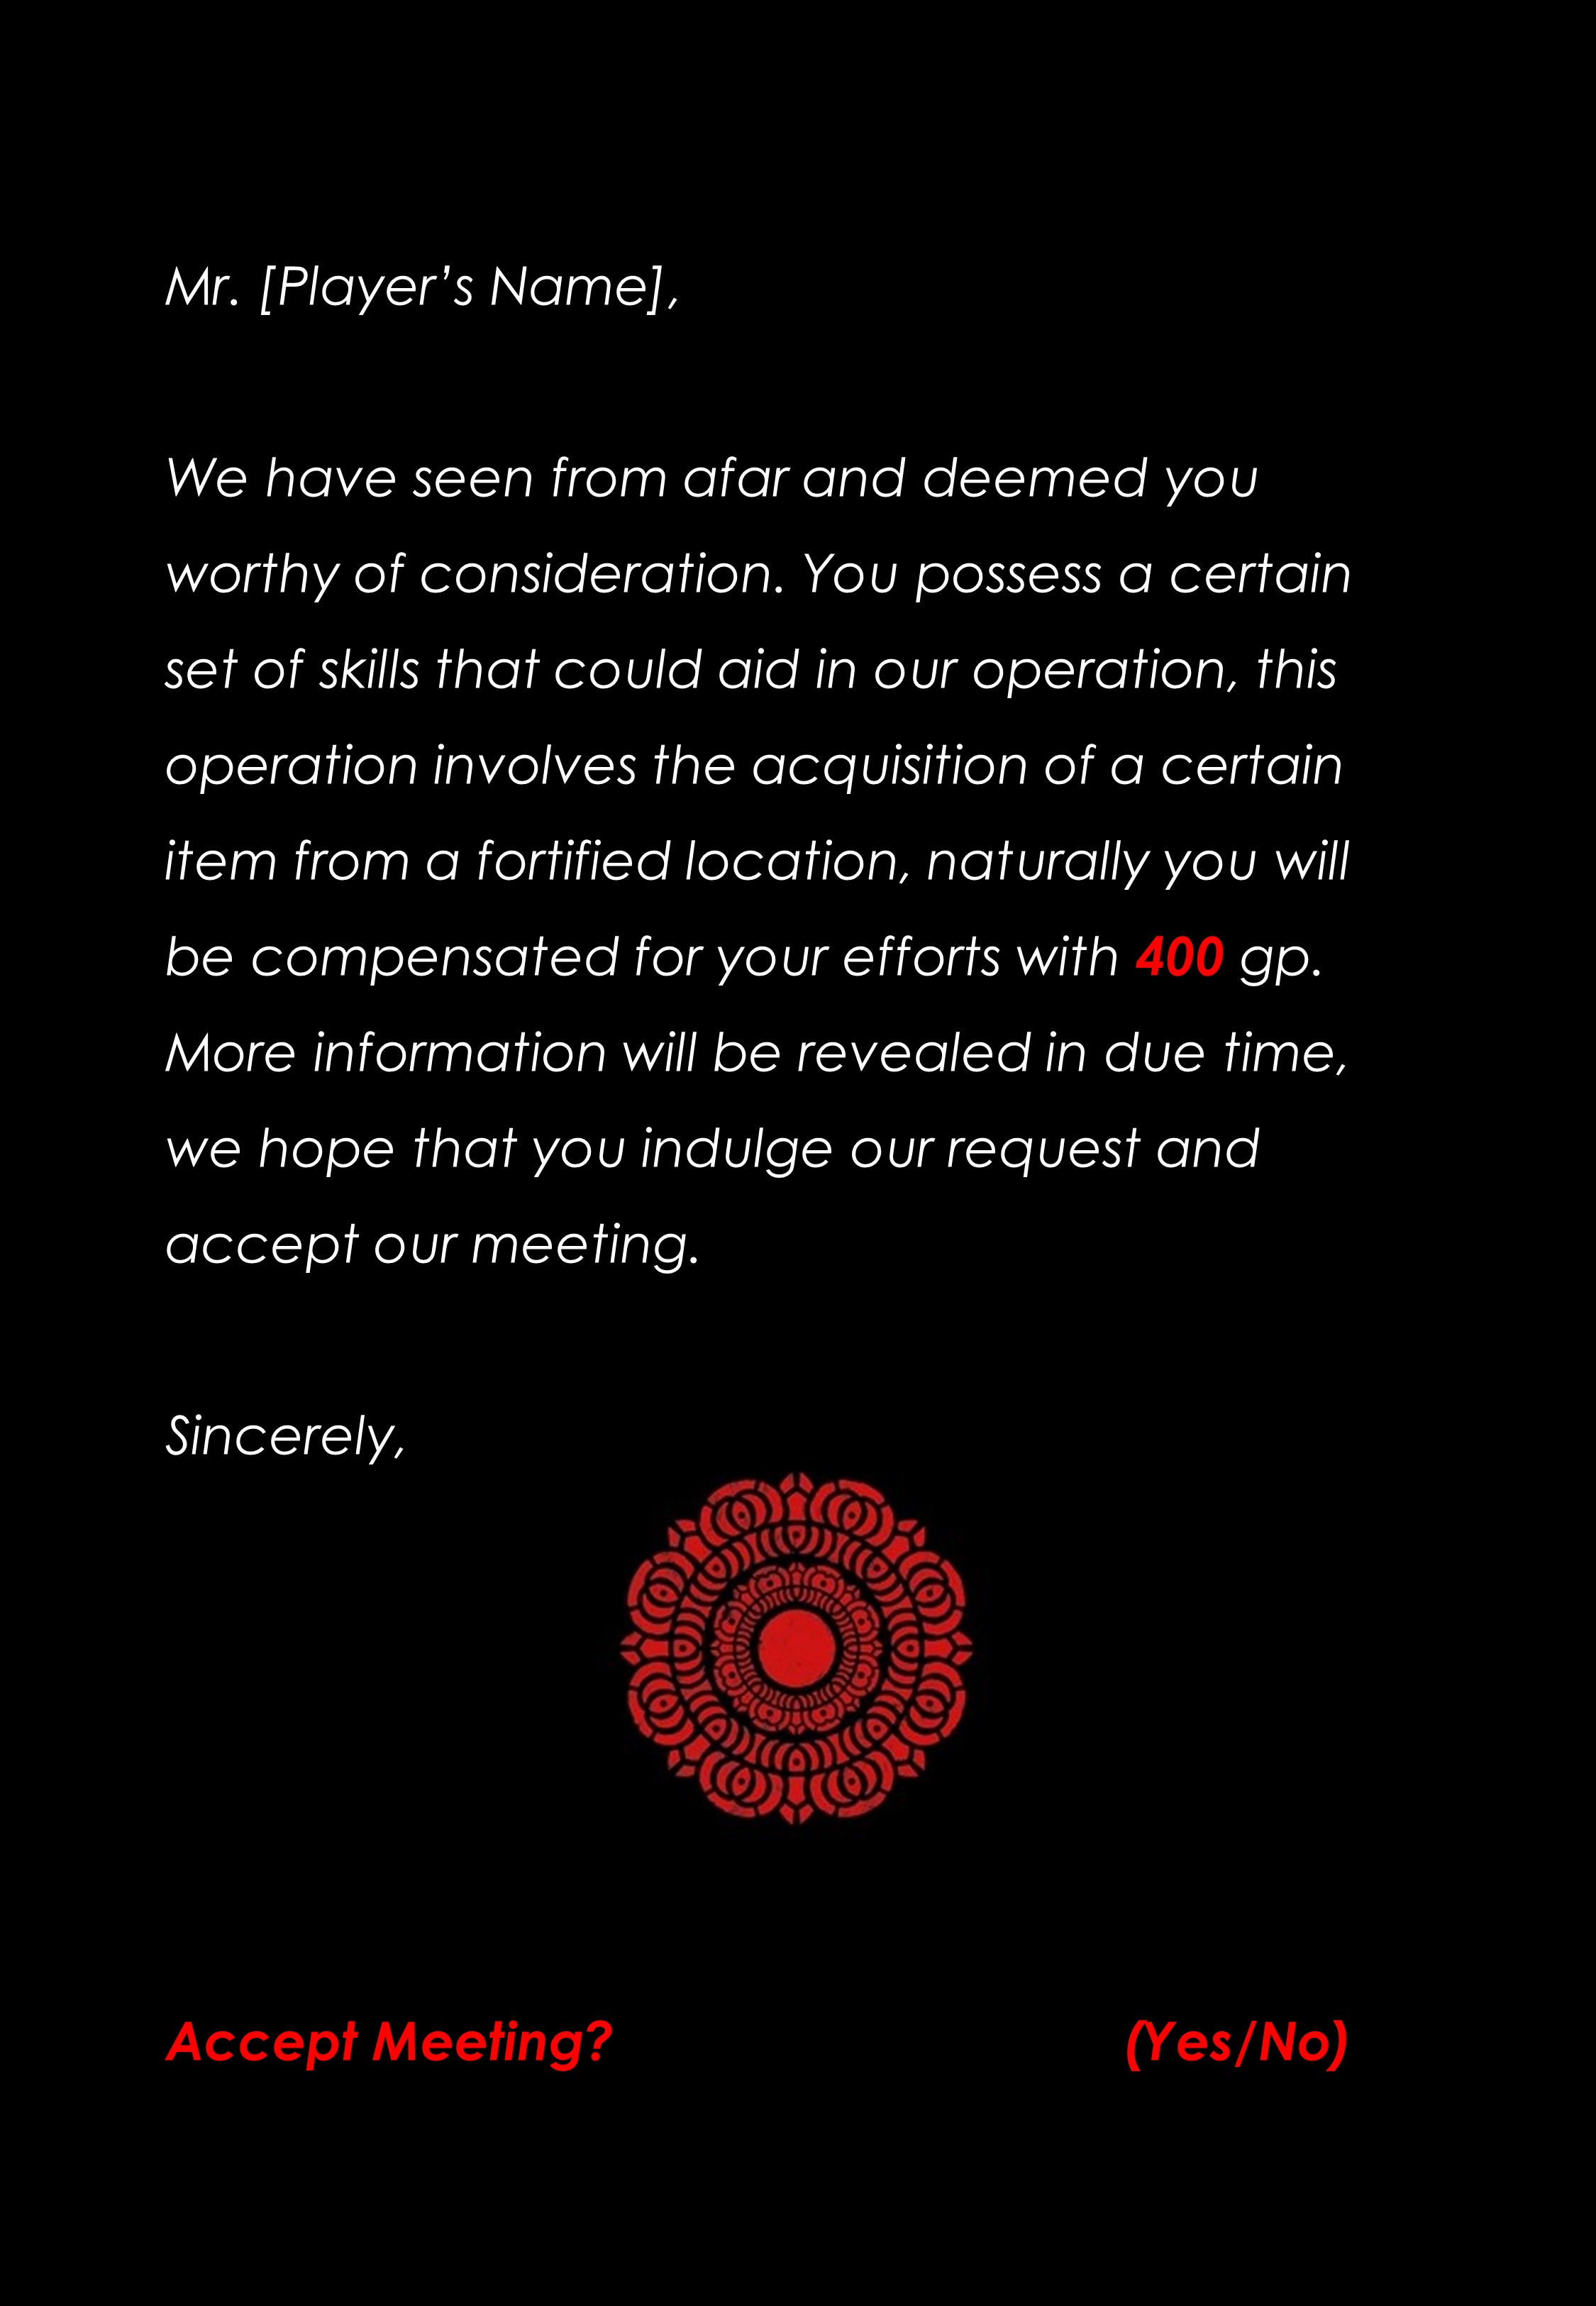 Mr. [Player’s Name],
We have seen from afar and deemed you
worthy of consideration. You possess a certain
set of skills that could aid in our operation, this
operation involves the acquisition of a certain
item from a fortified location, naturally you will
be compensated for your efforts with 400 gp.
More information will be revealed in due time,
we hope that you indulge our request and
accept our meeting.
Sincerely,
Accept Meeting? (Yes/No)